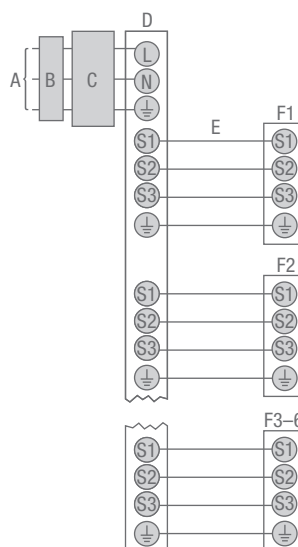 D
L
A B C N
E
F1
S1 S1
S2 S2
S3 S3
F2
S1 S1
S2 S2
S3 S3
F3–6
S1 S1
S2 S2
S3 S3